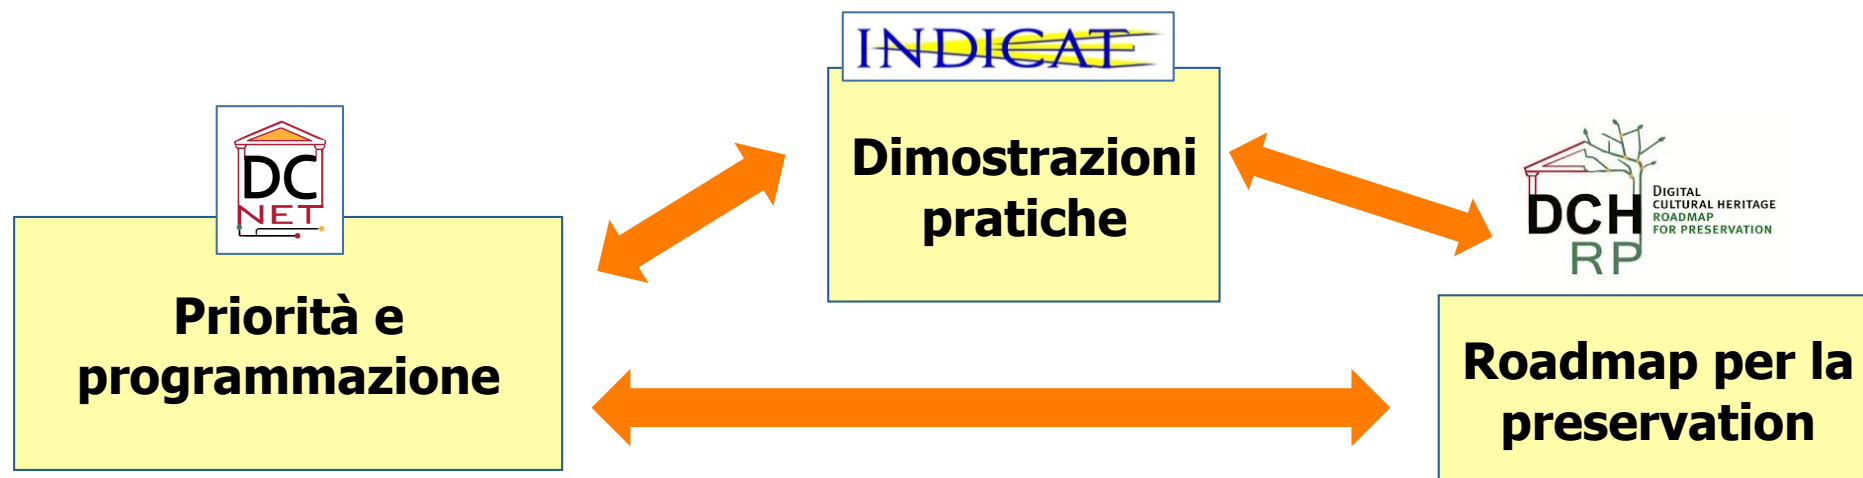 INDICATE
Dimostrazioni
pratiche
DC
NET
Priorità e
programmazione
DCH
RP
DIGITAL
CULTURAL HERITAGE
ROADMAP
FOR PRESERVATION
Roadmap per la
preservation